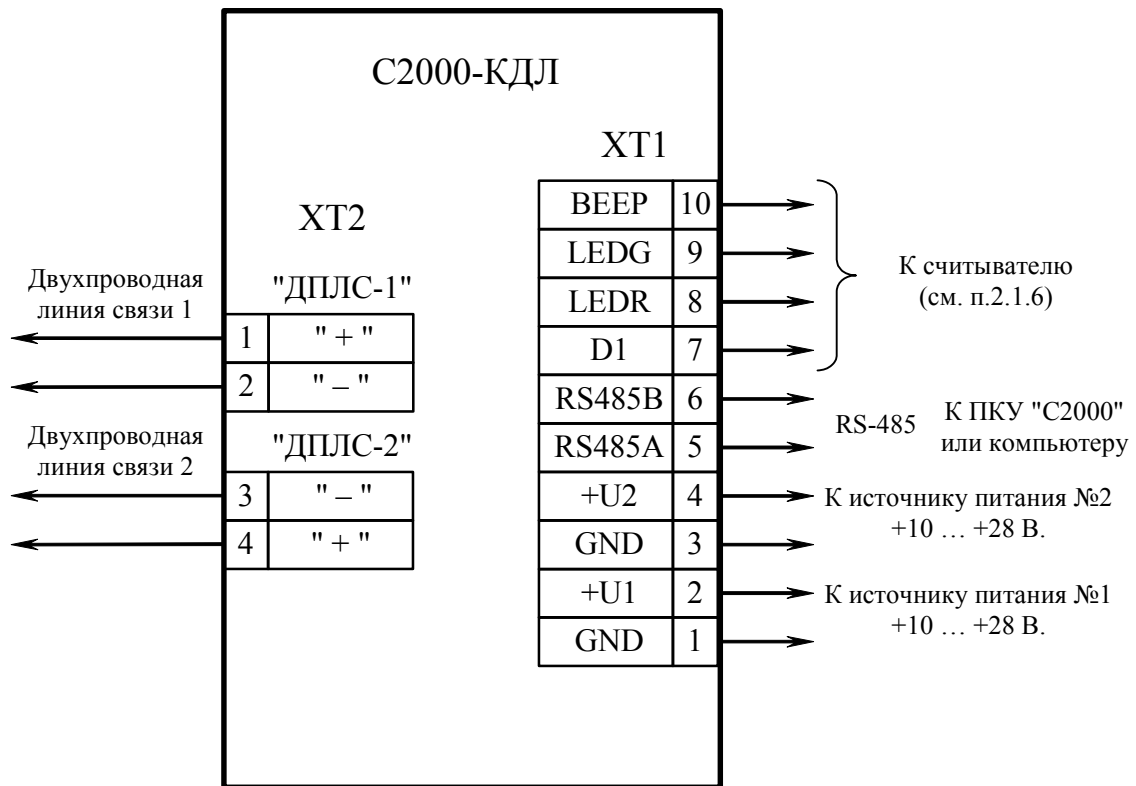 С2000-КДЛ
XT1
XT2
Двухпроводная
линия связи 1
"ДПЛС-1"
1 " + "
2 " – "
Двухпроводная
линия связи 2
"ДПЛС-2"
3 " – "
4 " + "
BEEP 10
LEDG 9
LEDR 8
D1 7
RS485B 6
RS485A 5
+U2 4
GND 3
+U1 2
GND 1
К считывателю
(см. п.2.1.6)
RS-485
К ПКУ "С2000"
или компьютеру
К источнику питания №2
+10 … +28 В.
К источнику питания №1
+10 … +28 В.